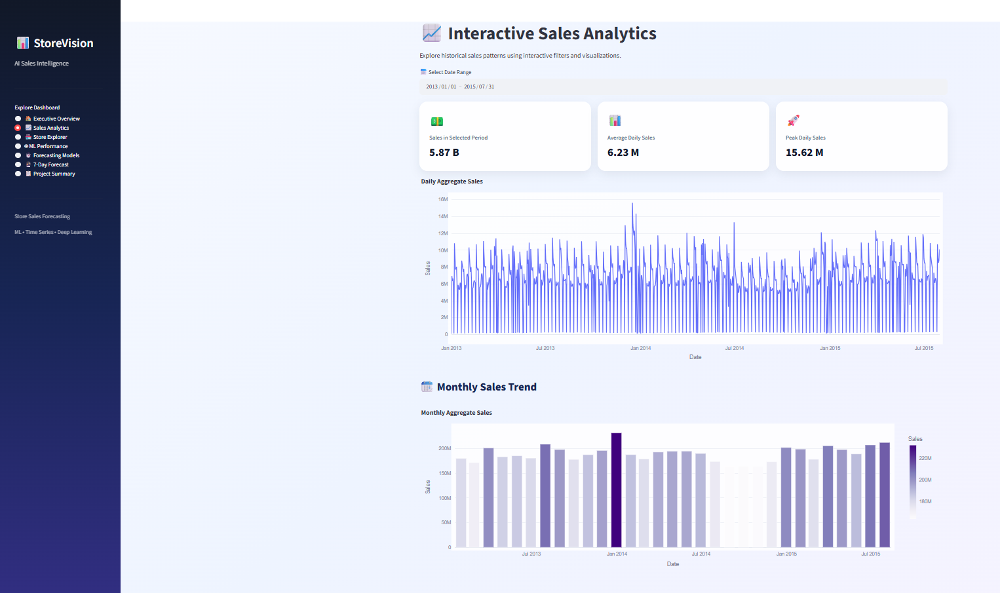 StoreVision
AI Sales Intelligence
Explore Dashboard
Executive Overview
Sales Analytics
Store Explorer
ML Performance
Forecasting Models
7-Day Forecast
Project Summary
Store Sales Forecasting
ML • Time Series • Deep Learning
Interactive Sales Analytics
Explore historical sales patterns using interactive filters and visualizations.
Select Date Range
2013/01/01 – 2015/07/31
Sales in Selected Period
5.87 B
Average Daily Sales
6.23 M
Peak Daily Sales
15.62 M
Daily Aggregate Sales
16M
14M
12M
10M
8M
6M
4M
2M
0
Sales
Jan 2013 Jul 2013 Jan 2014 Jul 2014 Jan 2015 Jul 2015
Date
Monthly Sales Trend
Monthly Aggregate Sales
200M
150M
100M
50M
0
Sales
Jul 2013 Jan 2014 Jul 2014 Jan 2015 Jul 2015
Date
Sales
220M
200M
180M